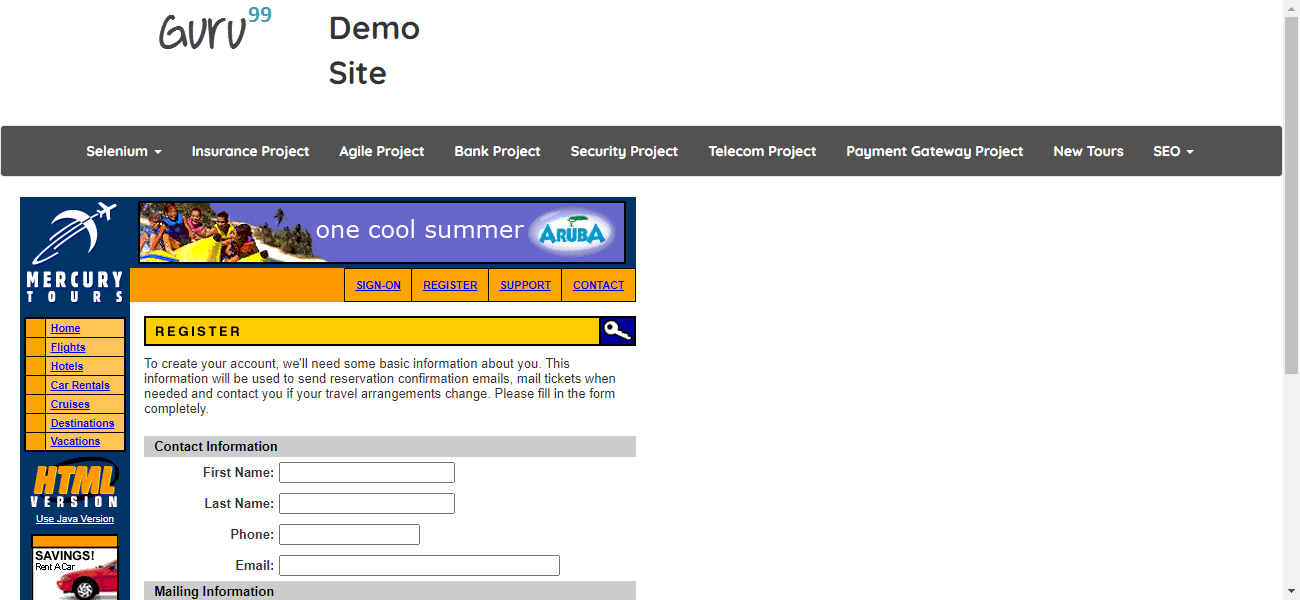 Guru99
Demo
Site
Selenium
Insurance Project
Agile Project
Bank Project
Security Project
Telecom Project
Payment Gateway Project
New Tours
SEO
MERCURY
TOURS
one cool summer
ARUBA
SIGN-ON
REGISTER
SUPPORT
CONTACT
Home
Flights
Hotels
Car Rentals
Cruises
Destinations
Vacations
HTML
VERSION
Use Java Version
SAVINGS!
Rent A Car
REGISTER
To create your account, we'll need some basic information about you. This
information will be used to send reservation confirmation emails, mail tickets when
needed and contact you if your travel arrangements change. Please fill in the form
completely.
Contact Information
First Name:
Last Name:
Phone:
Email:
Mailing Information